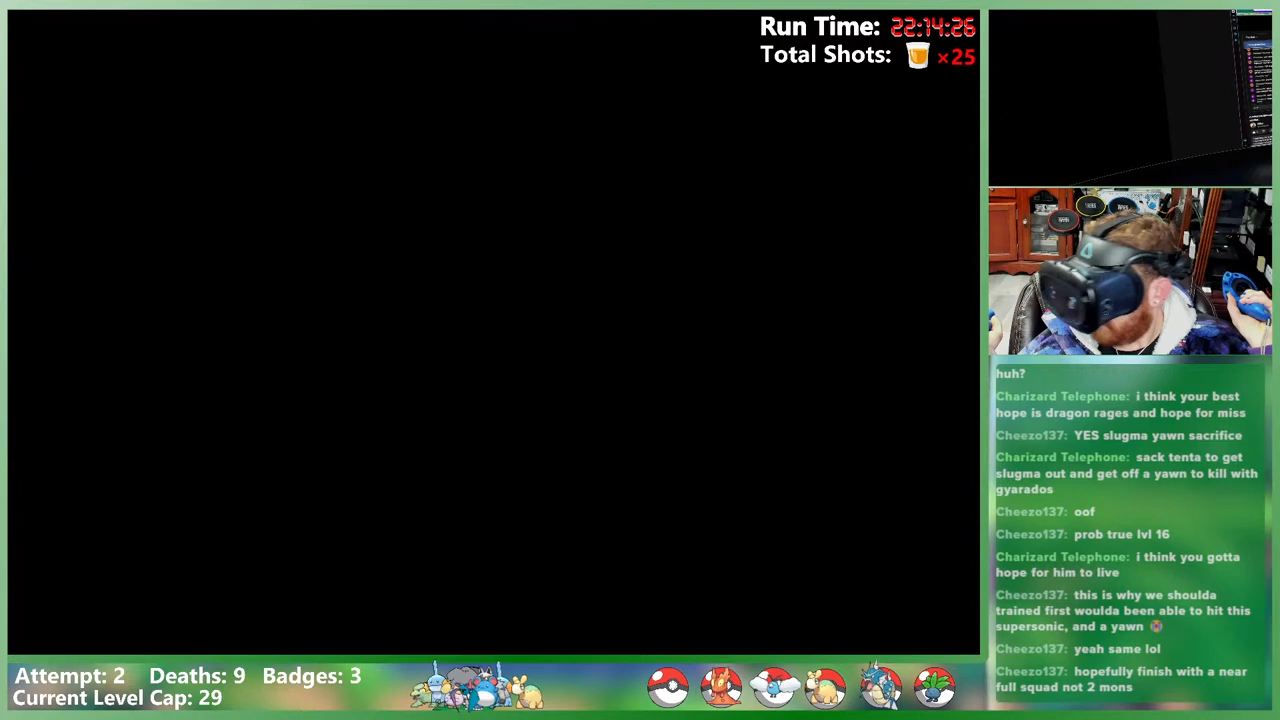 Run Time: 22:14:26
Total Shots: ×25
huh?
Charizard Telephone: i think your best
hope is dragon rages and hope for miss
Cheezo137: YES slugma yawn sacrifice
Charizard Telephone: sack tenta to get
slugma out and get off a yawn to kill with
gyarados
Cheezo137: oof
Cheezo137: prob true lvl 16
Charizard Telephone: i think you gotta
hope for him to live
Cheezo137: this is why we shoulda
trained first woulda been able to hit this
supersonic, and a yawn
Cheezo137: yeah same lol
Cheezo137: hopefully finish with a near
full squad not 2 mons
Attempt: 2 Deaths: 9 Badges: 3
Current Level Cap: 29